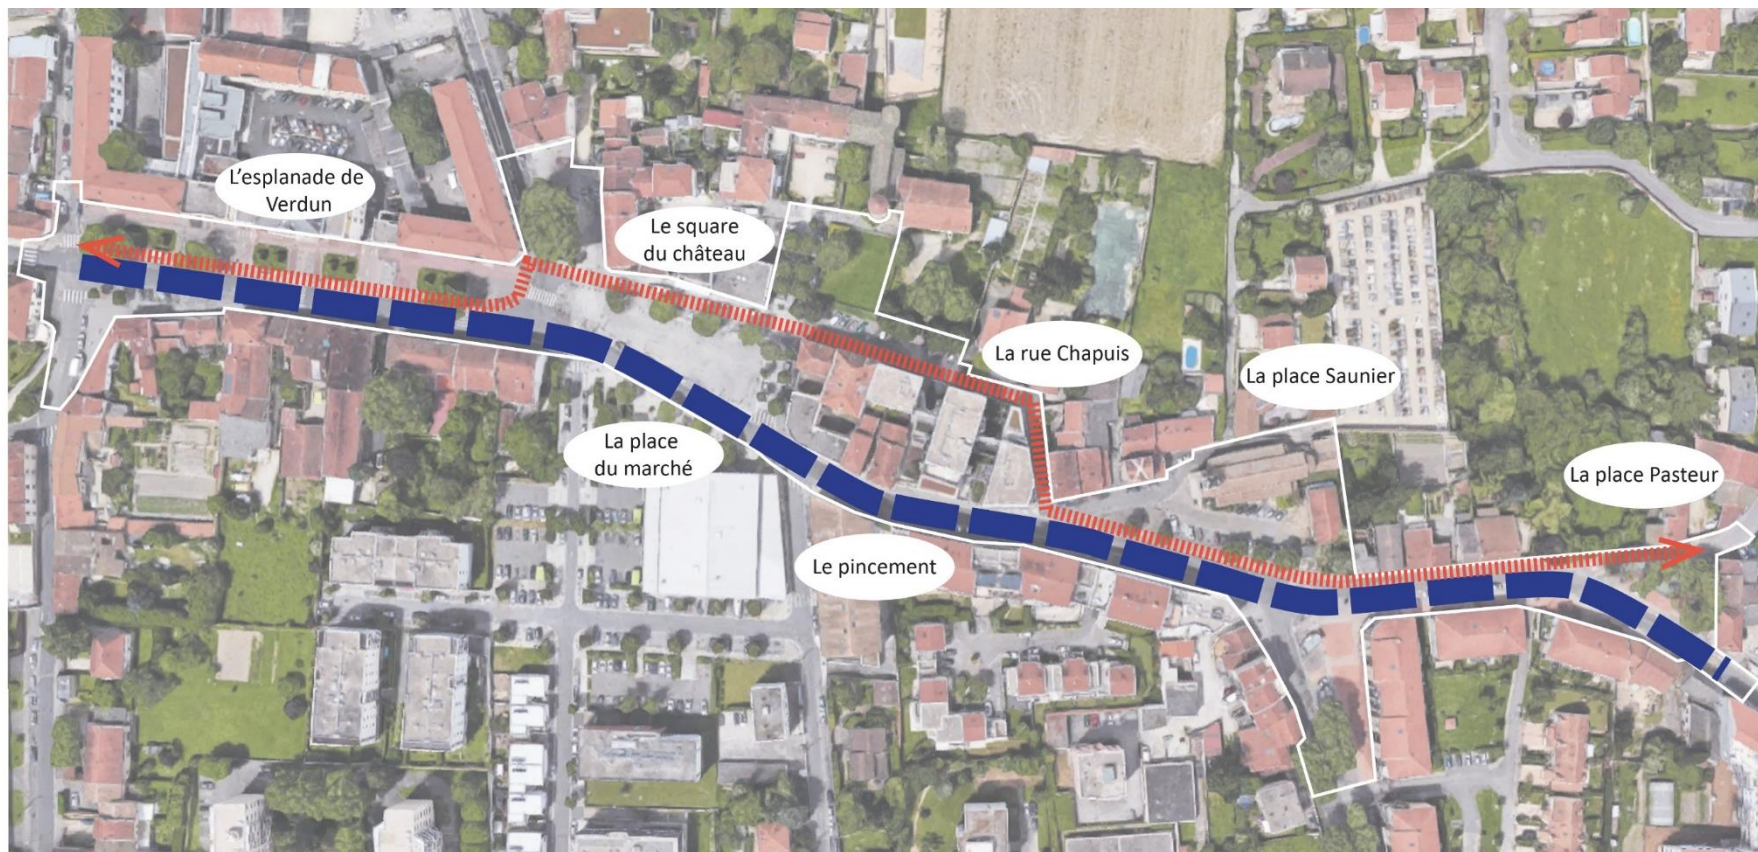 L'esplanade de
Verdun
Le square
du château
La rue Chapuis
La place Saunier
La place
du marché
La place Pasteur
Le pincement